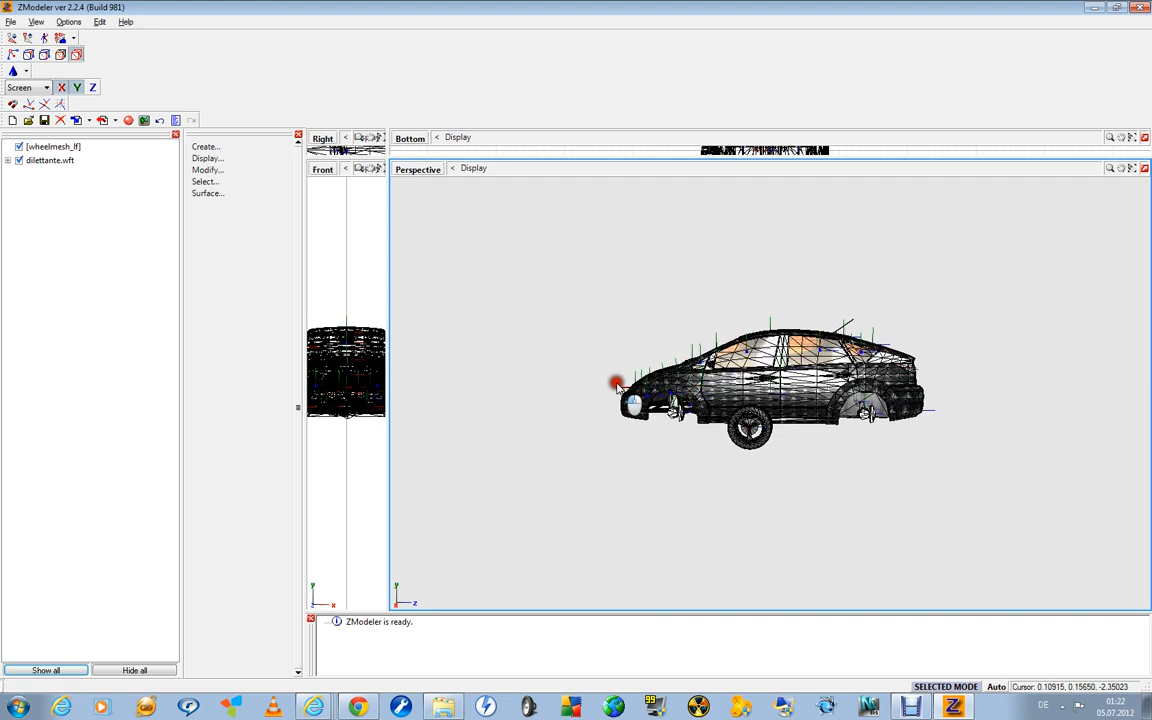 ZModeler ver 2.2.4 (Build 981)
File View Options Edit Help
Screen X Y Z
[wheelmesh_lf]
dilettante.wft
Create...
Display...
Modify...
Select...
Surface...
Right <
Bottom < Display
Front <
Perspective < Display
y
z x
y
x z
ZModeler is ready.
Show all Hide all
SELECTED MODE Auto Cursor: 0.10915, 0.15650, -2.35023
99
DE 01:22
05.07.2012